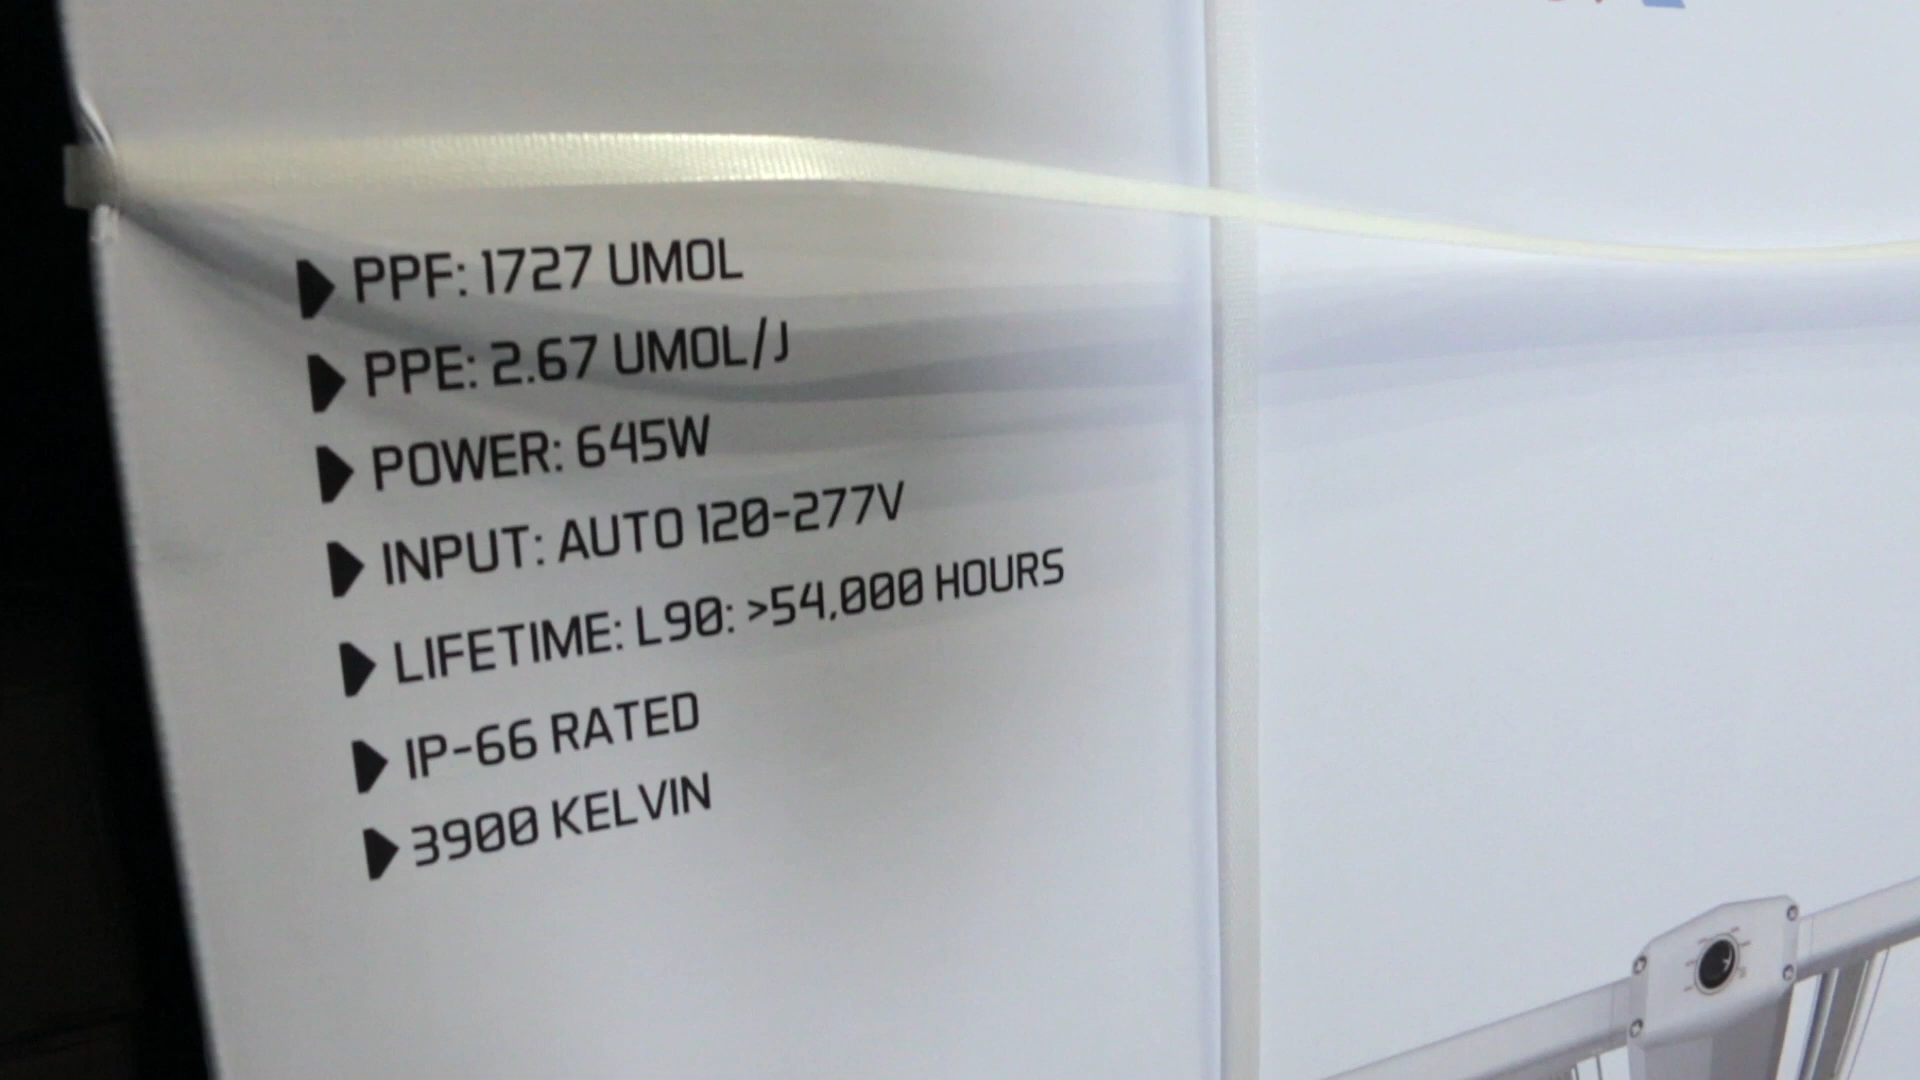 PPF: 1727 UMOL
PPE: 2.67 UMOL/J
POWER: 645W
INPUT: AUTO 120-277V
LIFETIME: L90: >54,000 HOURS
IP-66 RATED
3900 KELVIN